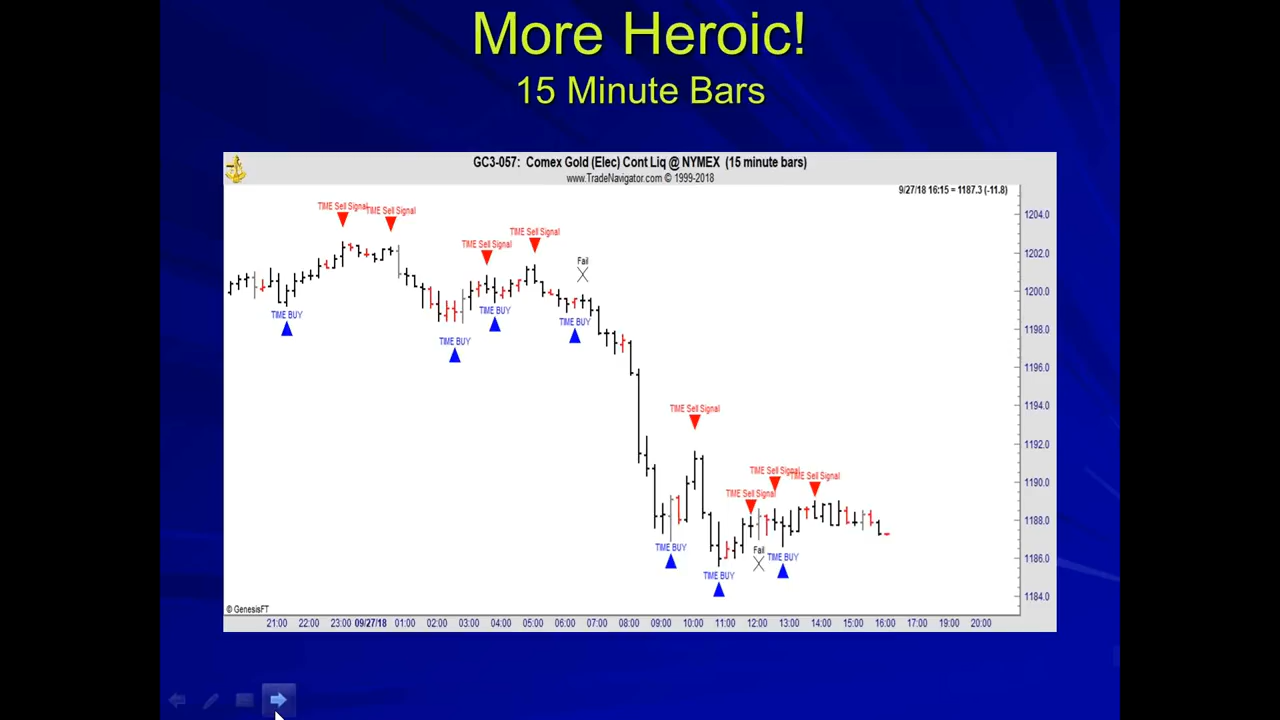 More Heroic!
15 Minute Bars
GC3-057: Comex Gold (Elec) Cont Liq @ NYMEX (15 minute bars)
www.TradeNavigator.com © 1999-2018
9/27/18 16:15 = 1187.3 (-11.8)
TIME Sell Signal
TIME Sell Signal
TIME Sell Signal
TIME Sell Signal
Fail
TIME BUY
TIME BUY
TIME BUY
TIME BUY
TIME Sell Signal
TIME Sell Signal
TIME Sell Signal
TIME Sell Signal
TIME BUY
Fail
TIME BUY
TIME BUY
1204.0
1202.0
1200.0
1198.0
1196.0
1194.0
1192.0
1190.0
1188.0
1186.0
1184.0
© GenesisFT
21:00 22:00 23:00 09/27/18 01:00 02:00 03:00 04:00 05:00 06:00 07:00 08:00 09:00 10:00 11:00 12:00 13:00 14:00 15:00 16:00 17:00 18:00 19:00 20:00